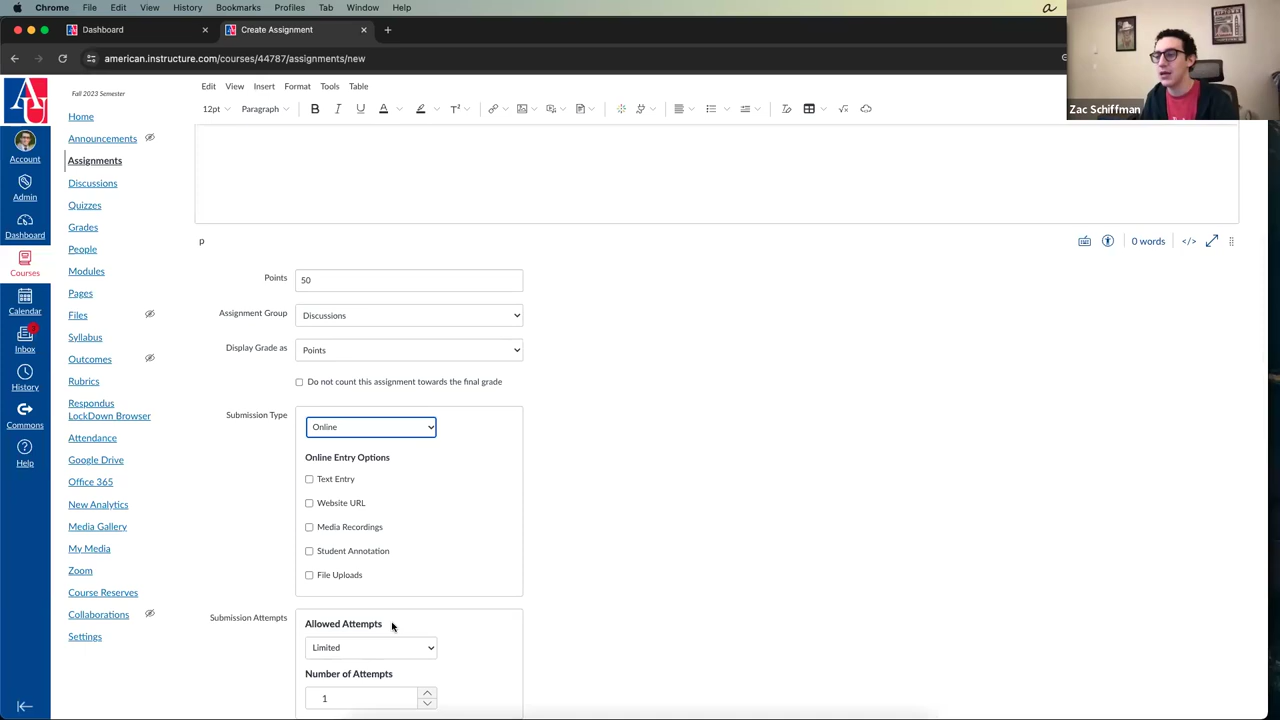 Chrome File Edit View History Bookmarks Profiles Tab Window Help
Dashboard
Create Assignment
american.instructure.com/courses/44787/assignments/new
Zac Schiffman
AU
Account
Admin
Dashboard
Courses
Calendar
Inbox
History
Commons
Help
Fall 2023 Semester
Home
Announcements
Assignments
Discussions
Quizzes
Grades
People
Modules
Pages
Files
Syllabus
Outcomes
Rubrics
Respondus
LockDown Browser
Attendance
Google Drive
Office 365
New Analytics
Media Gallery
My Media
Zoom
Course Reserves
Collaborations
Settings
Edit View Insert Format Tools Table
12pt Paragraph
p
0 words
Points 50
Assignment Group Discussions
Display Grade as Points
Do not count this assignment towards the final grade
Submission Type Online
Online Entry Options
Text Entry
Website URL
Media Recordings
Student Annotation
File Uploads
Submission Attempts
Allowed Attempts
Limited
Number of Attempts
1